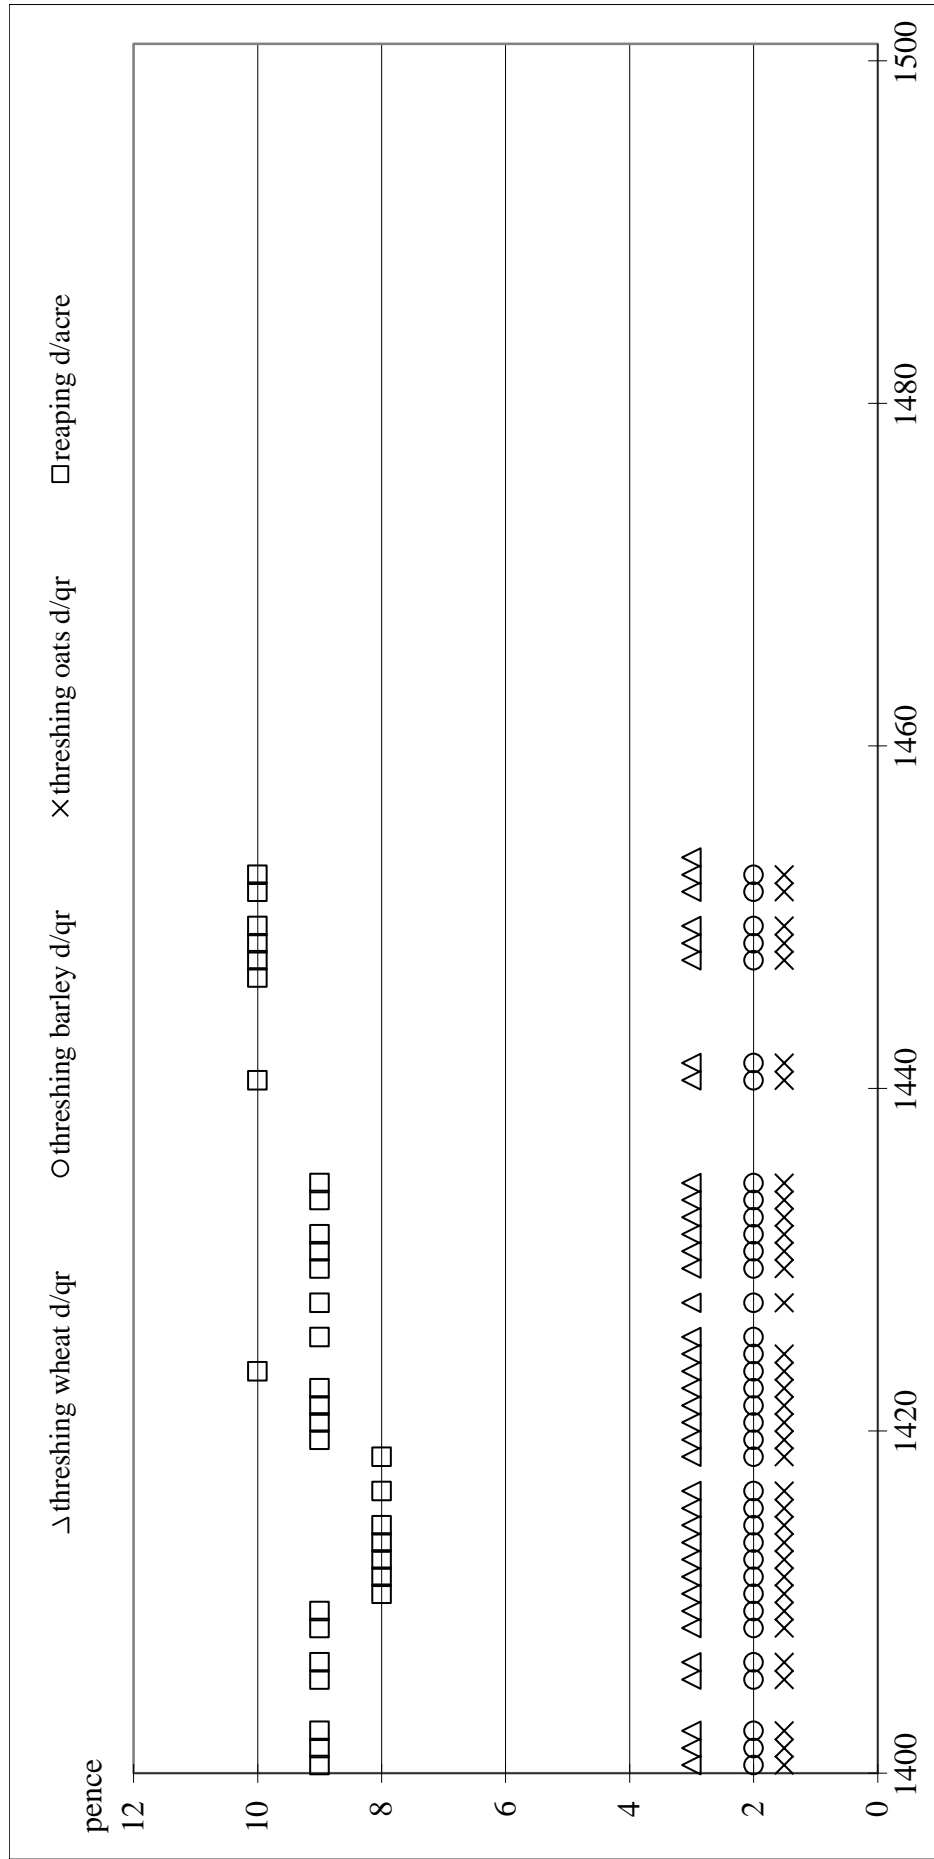 threshing wheat d/qr threshing barley d/qr threshing oats d/qr reaping d/acre
pence
12
10
8
6
4
2
0
1400 1420 1440 1460 1480 1500